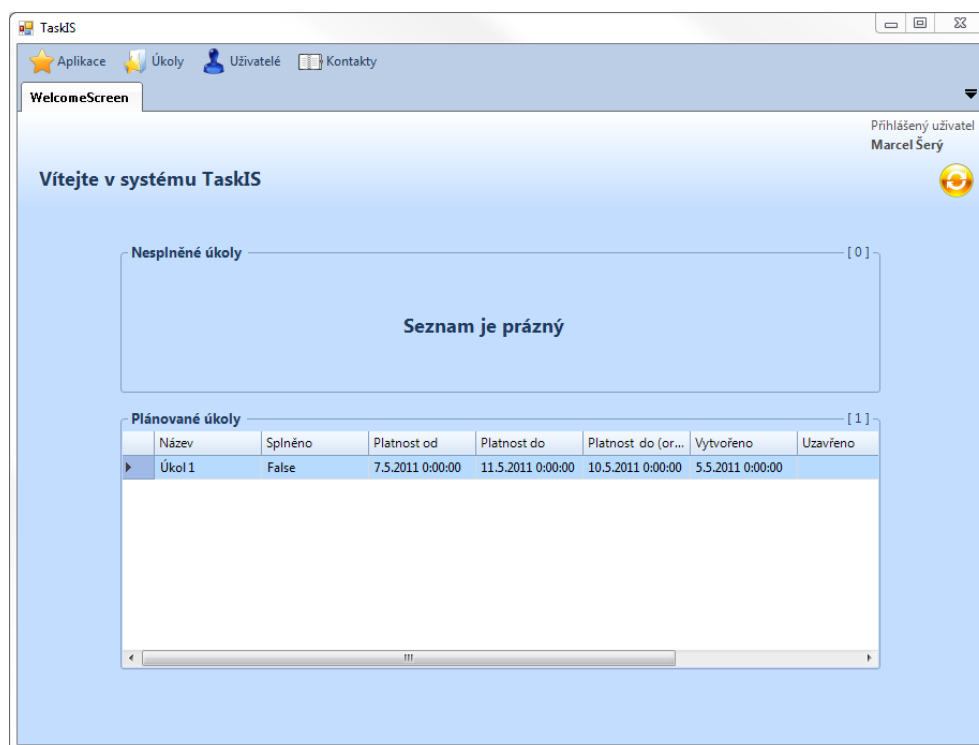 TaskIS
Aplikace Úkoly Uživatelé Kontakty
WelcomeScreen
Přihlášený uživatel
Marcel Šerý
Vítejte v systému TaskIS
Nesplněné úkoly [ 0 ]
Seznam je prázný
Plánované úkoly [ 1 ]
Název Splněno Platnost od Platnost do Platnost do (or... Vytvořeno Uzavřeno
Úkol 1 False 7.5.2011 0:00:00 11.5.2011 0:00:00 10.5.2011 0:00:00 5.5.2011 0:00:00